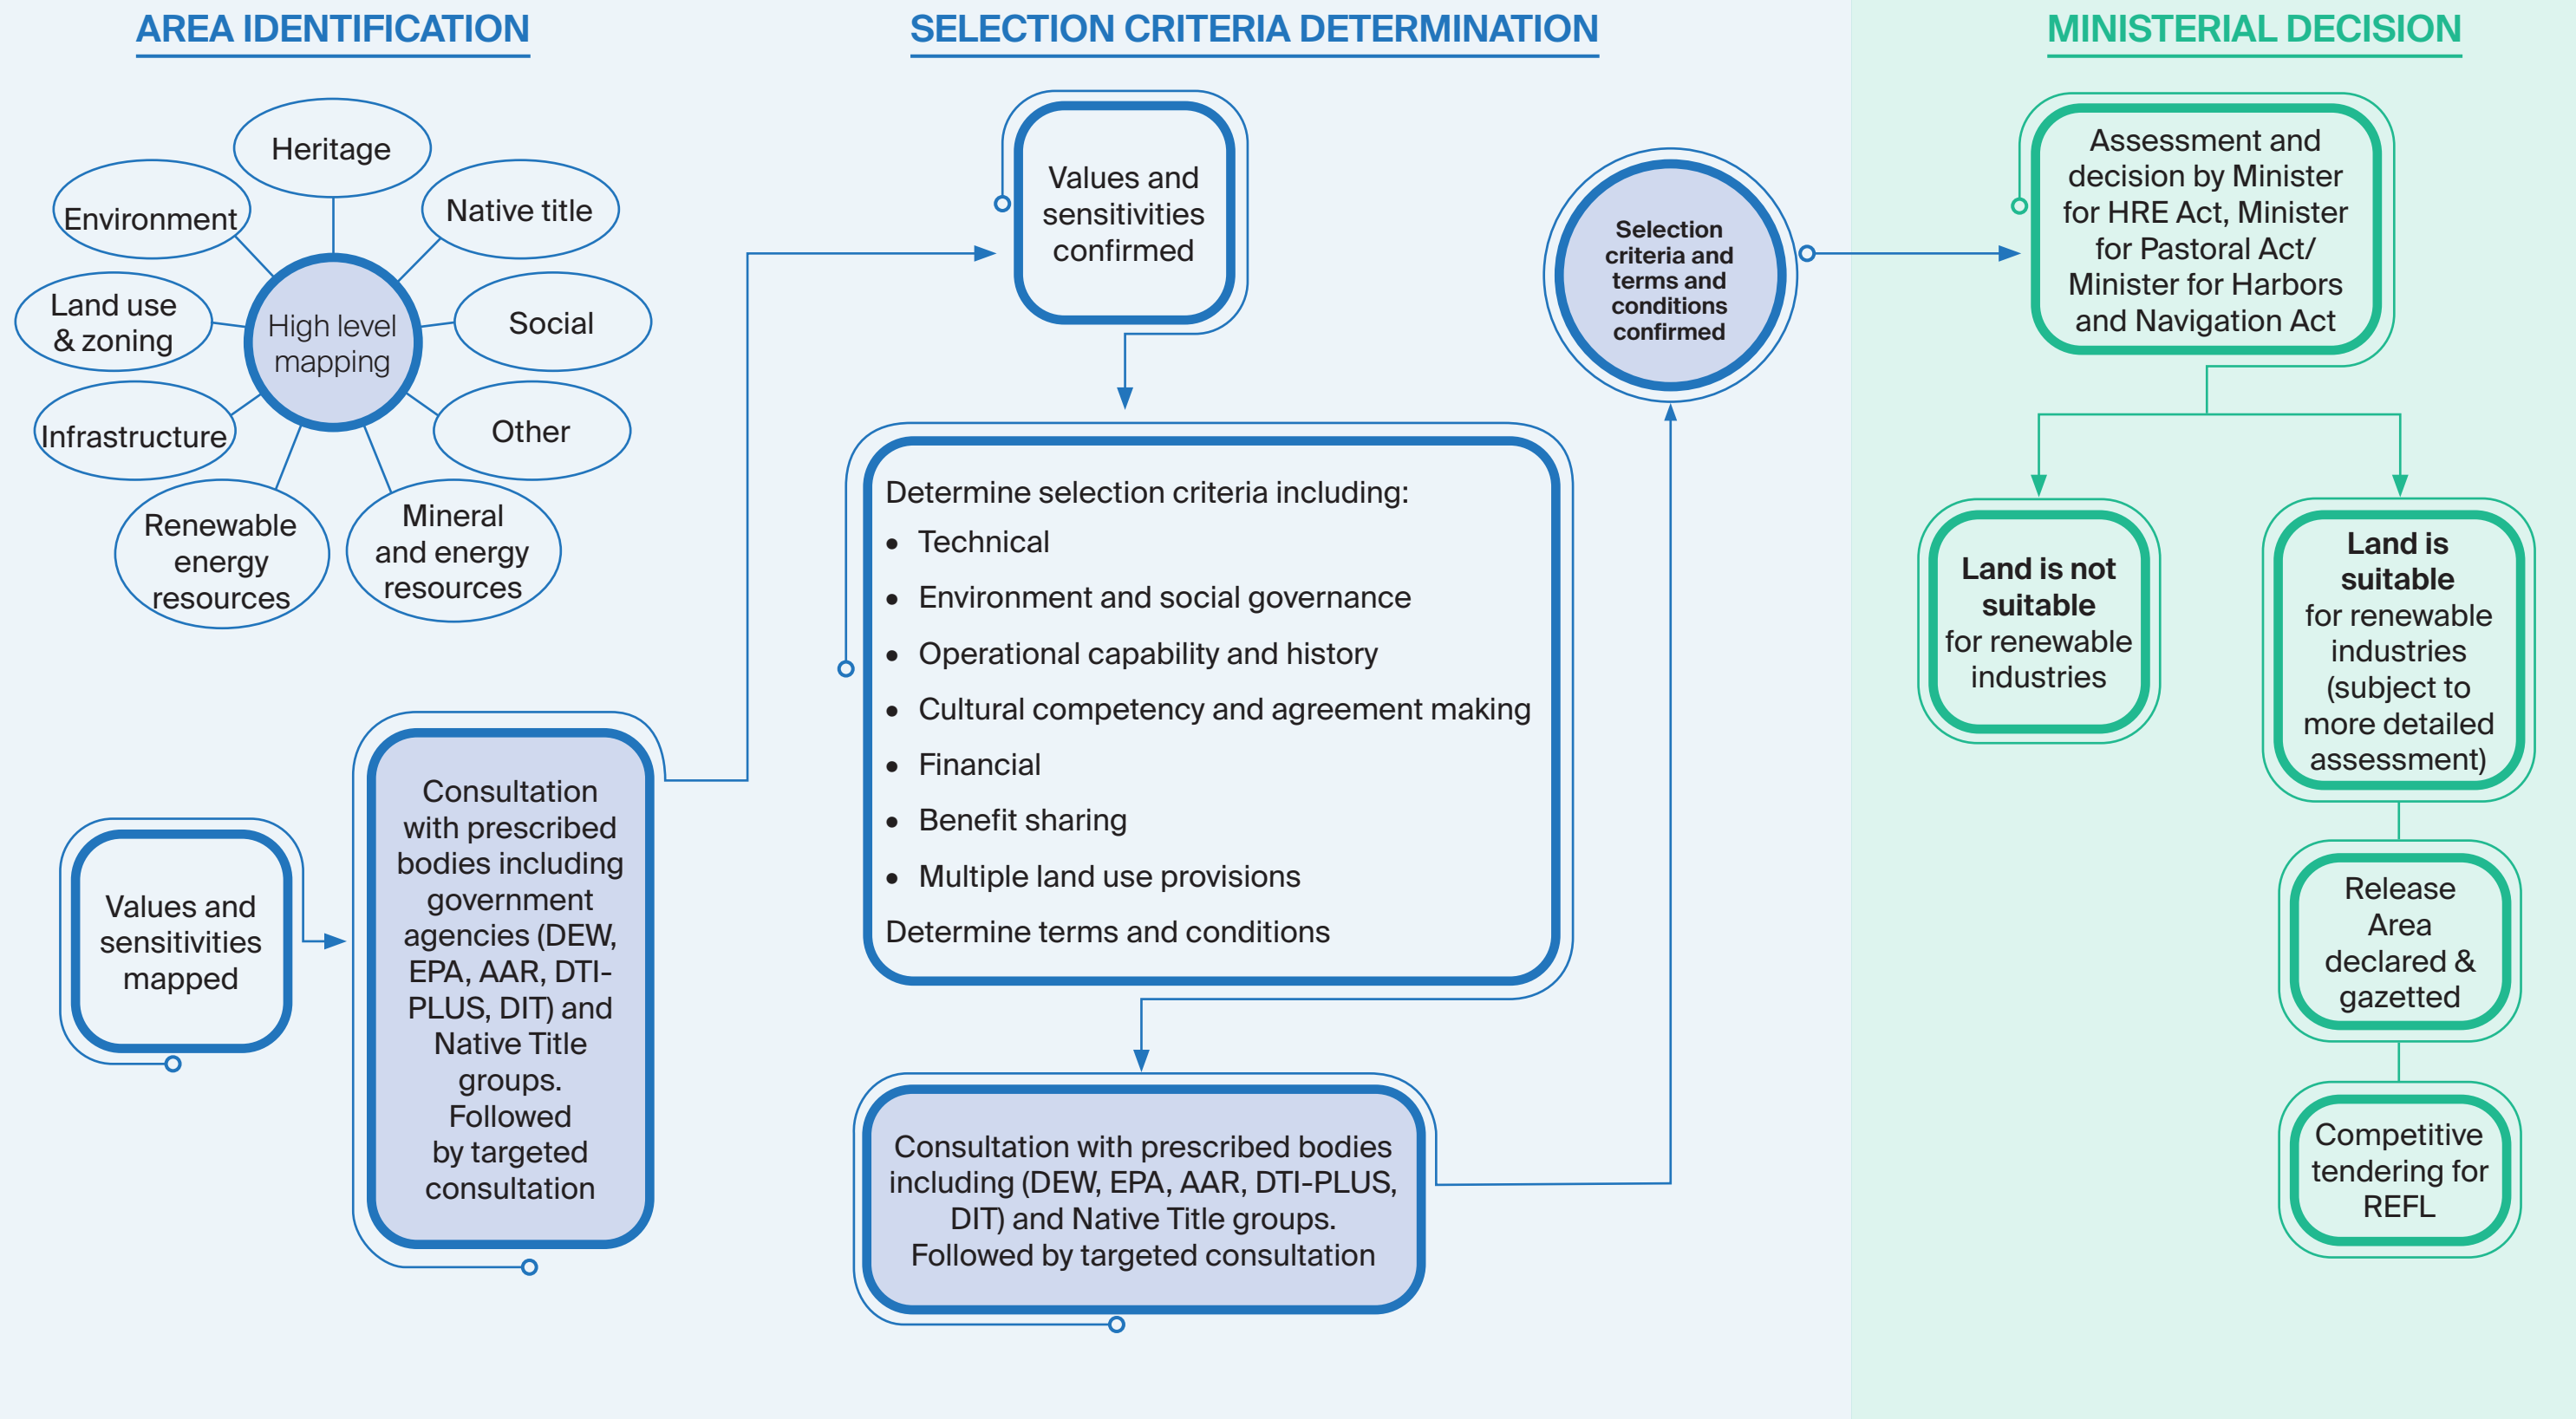 AREA IDENTIFICATION
Heritage
Environment
Native title
Land use
& zoning
High level
mapping
Social
Infrastructure
Other
Renewable
energy
resources
Mineral
and energy
resources
Values and
sensitivities
mapped
Consultation
with prescribed
bodies including
government
agencies (DEW,
EPA, AAR, DTI-
PLUS, DIT) and
Native Title
groups.
Followed
by targeted
consultation
SELECTION CRITERIA DETERMINATION
Values and
sensitivities
confirmed
Determine selection criteria including:
• Technical
• Environment and social governance
• Operational capability and history
• Cultural competency and agreement making
• Financial
• Benefit sharing
• Multiple land use provisions
Determine terms and conditions
Consultation with prescribed bodies
including (DEW, EPA, AAR, DTI-PLUS,
DIT) and Native Title groups.
Followed by targeted consultation
Selection
criteria and
terms and
conditions
confirmed
MINISTERIAL DECISION
Assessment and
decision by Minister
for HRE Act, Minister
for Pastoral Act/
Minister for Harbors
and Navigation Act
Land is not
suitable
for renewable
industries
Land is
suitable
for renewable
industries
(subject to
more detailed
assessment)
Release
Area
declared &
gazetted
Competitive
tendering for
REFL